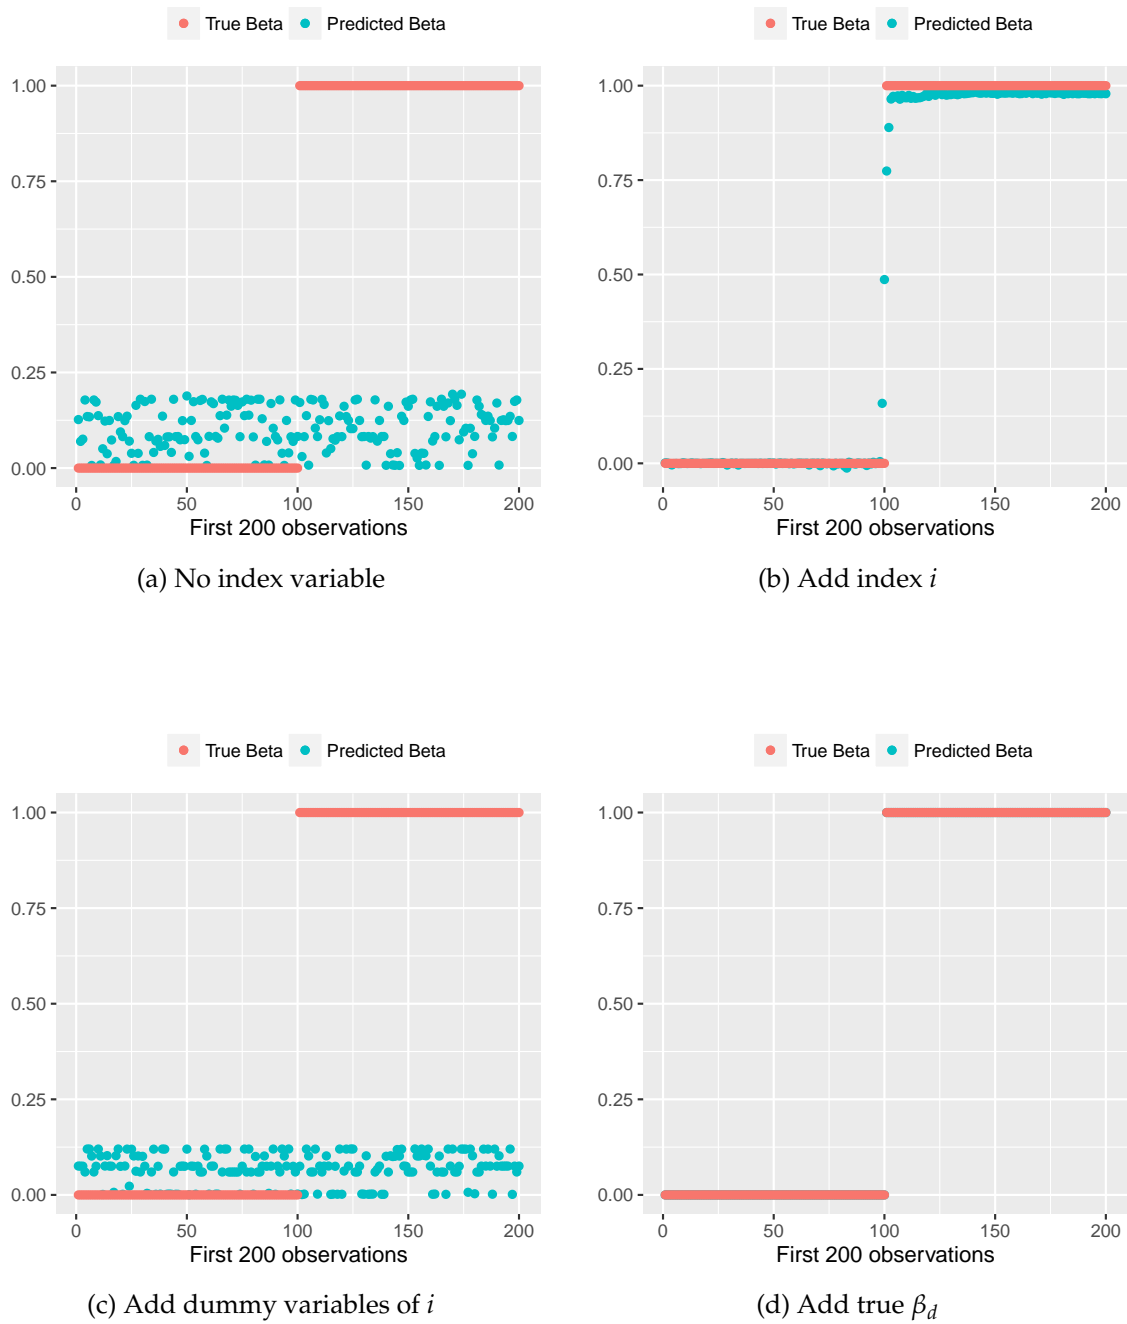 True Beta Predicted Beta
1.00
0.75
0.50
0.25
0.00
0 50 100 150 200
First 200 observations
(a) No index variable
True Beta Predicted Beta
1.00
0.75
0.50
0.25
0.00
0 50 100 150 200
First 200 observations
(b) Add index i
True Beta Predicted Beta
1.00
0.75
0.50
0.25
0.00
0 50 100 150 200
First 200 observations
(c) Add dummy variables of i
True Beta Predicted Beta
1.00
0.75
0.50
0.25
0.00
0 50 100 150 200
First 200 observations
(d) Add true β_d